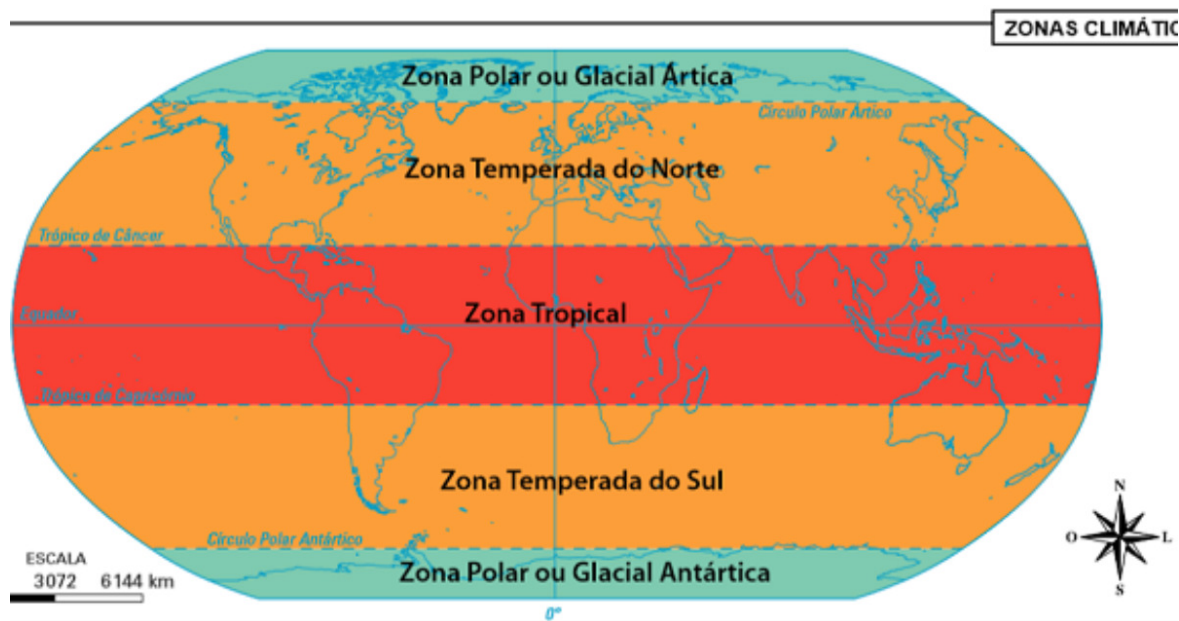 ZONAS CLIMÁTIC
Zona Polar ou Glacial Ártica
Círculo Polar Ártico
Zona Temperada do Norte
Trópico de Câncer
Zona Tropical
Equador
Trópico de Capricórnio
Zona Temperada do Sul
Círculo Polar Antártico
Zona Polar ou Glacial Antártica
ESCALA
3072 6144 km
0°
N
O L
S